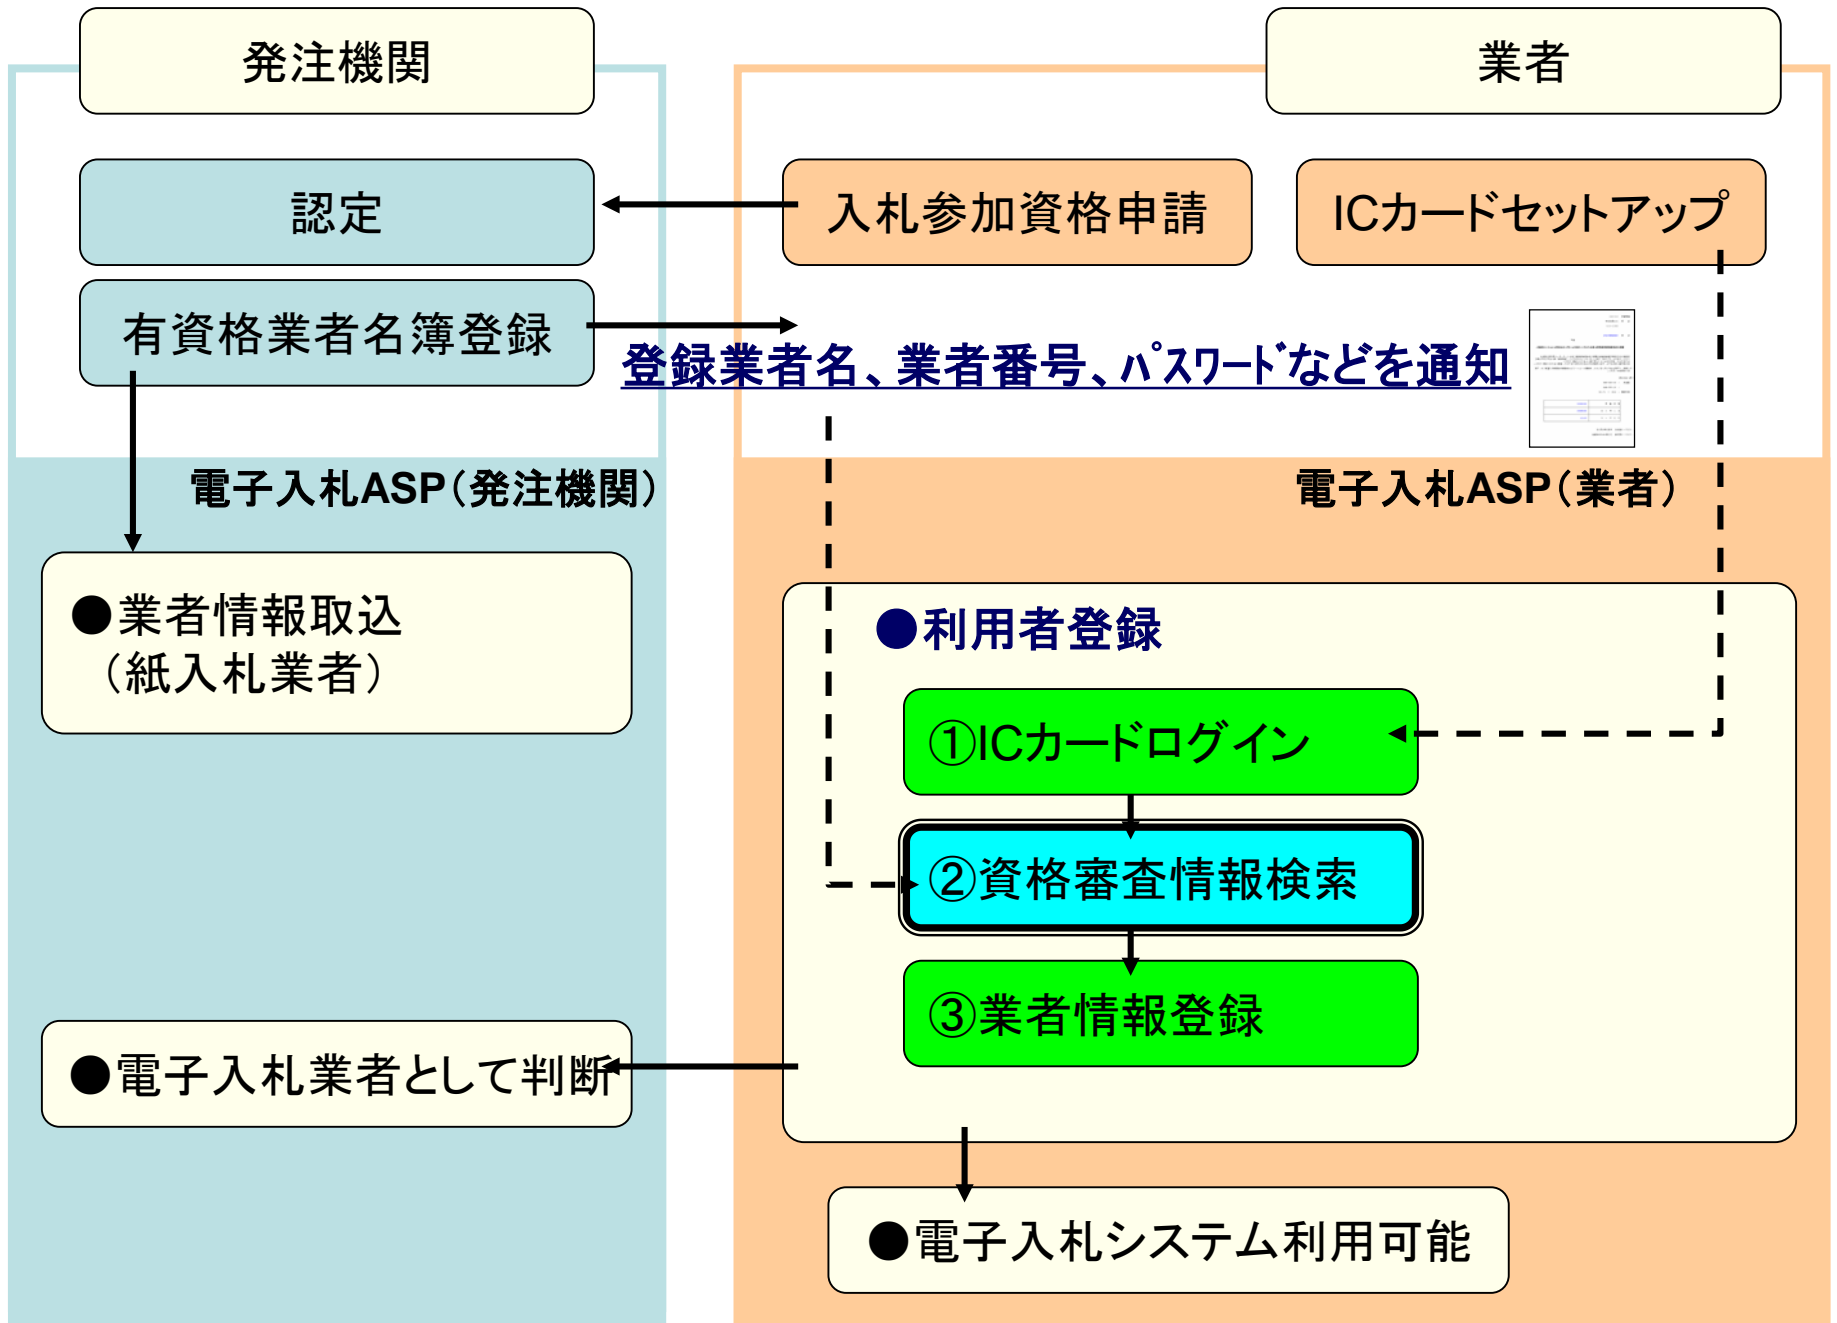 発注機関
業者
認定
入札参加資格申請
ICカードセットアップ
有資格業者名簿登録
登録業者名、業者番号、ﾊﾟｽﾜｰﾄﾞなどを通知
電子入札ASP（発注機関）
電子入札ASP（業者）
●業者情報取込
（紙入札業者）
●利用者登録
①ICカードログイン
②資格審査情報検索
③業者情報登録
●電子入札業者として判断
●電子入札システム利用可能